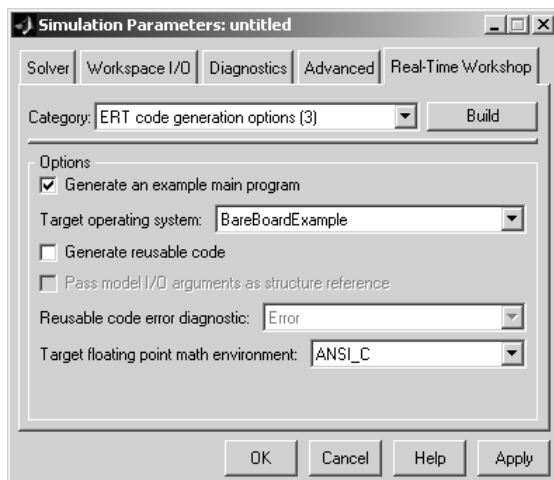 Simulation Parameters: untitled
Solver Workspace I/O Diagnostics Advanced Real-Time Workshop
Category: ERT code generation options (3) Build
Options
Generate an example main program
Target operating system: BareBoardExample
Generate reusable code
Pass model I/O arguments as structure reference
Reusable code error diagnostic: Error
Target floating point math environment: ANSI_C
OK Cancel Help Apply